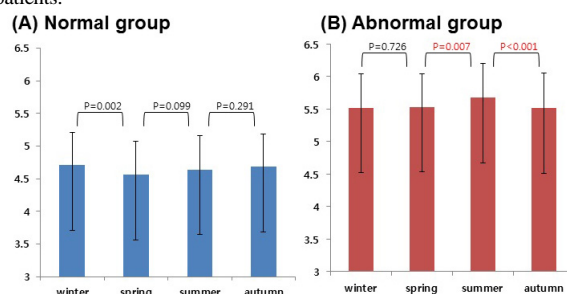 patients.
(A) Normal group
(B) Abnormal group
6.5
6
5.5
5
4.5
4
3.5
3
P=0.002
P=0.099
P=0.291
winter
spring
summer
autumn
6.5
6
5.5
5
4.5
4
3.5
3
P=0.726
P=0.007
P<0.001
winter
spring
summer
autumn